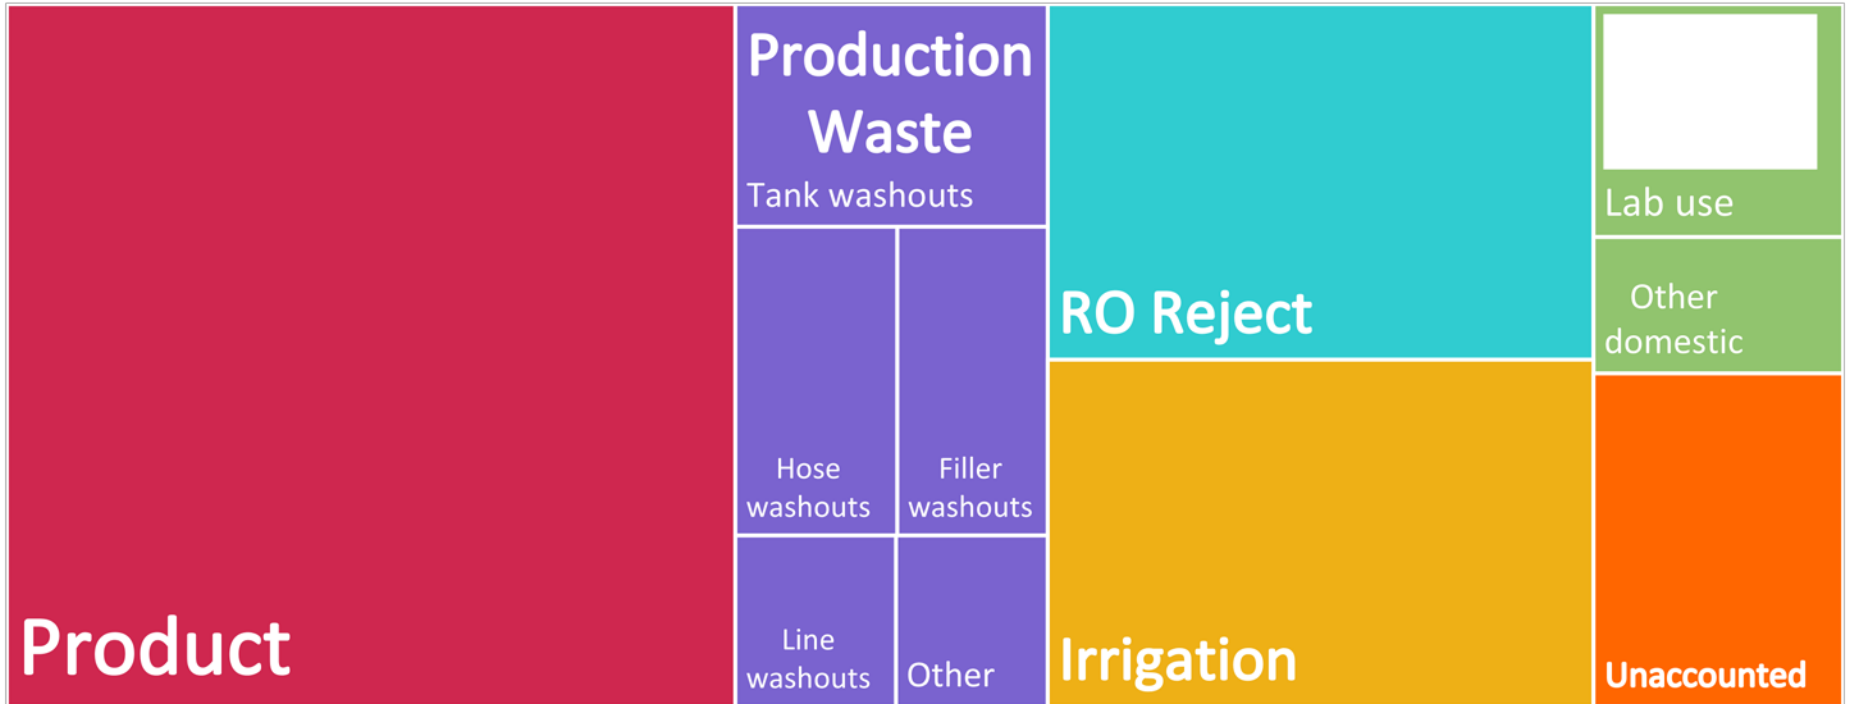 Production
Waste
Tank washouts
Hose
washouts
Filler
washouts
Line
washouts
Other
Product
RO Reject
Irrigation
Lab use
Other
domestic
Unaccounted